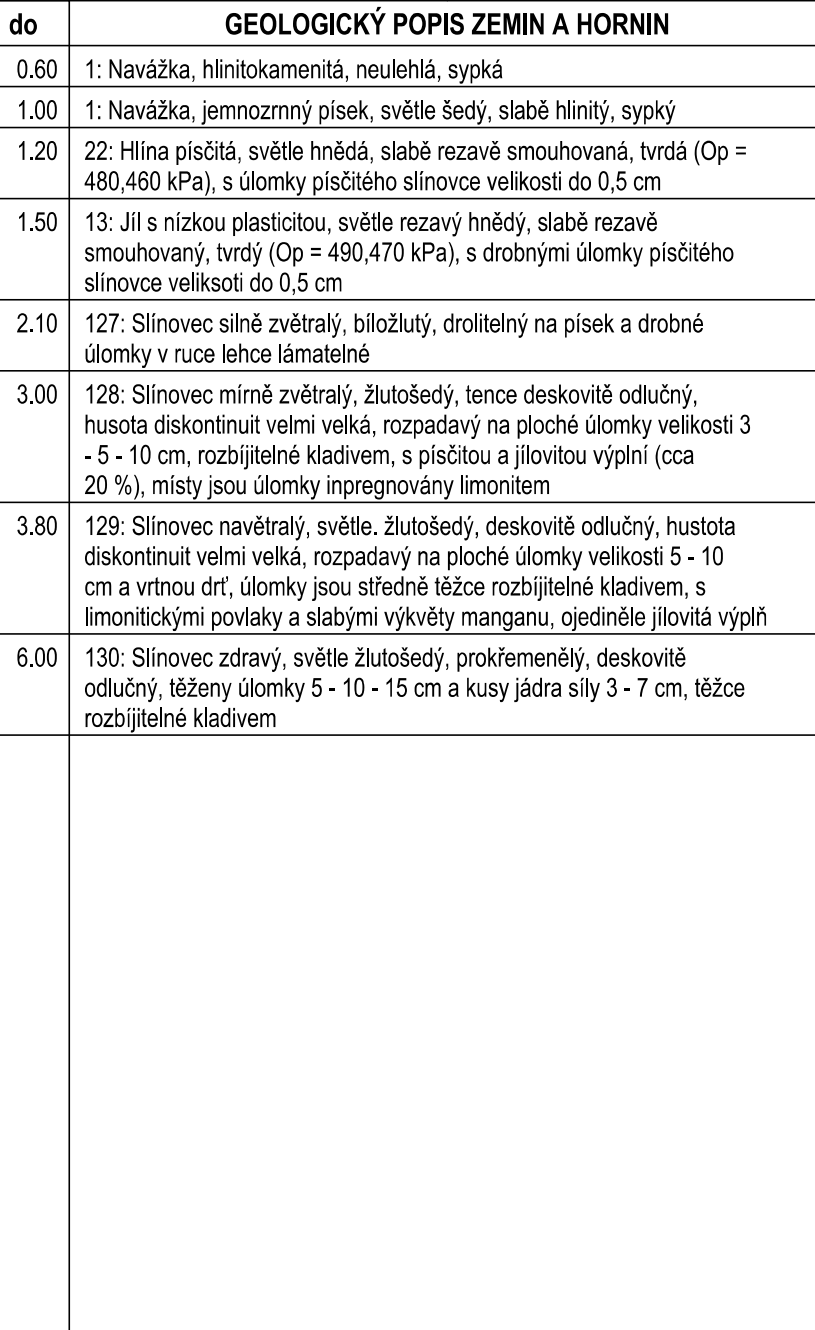 do GEOLOGICKÝ POPIS ZEMIN A HORNIN
0.60 1: Navážka, hlinitokamenitá, neulehlá, sypká
1.00 1: Navážka, jemnozrnný písek, světle šedý, slabě hlinitý, sypký
1.20 22: Hlína písčitá, světle hnědá, slabě rezavě smouhovaná, tvrdá (Op =
480,460 kPa), s úlomky písčitého slínovce velikosti do 0,5 cm
1.50 13: Jíl s nízkou plasticitou, světle rezavý hnědý, slabě rezavě
smouhovaný, tvrdý (Op = 490,470 kPa), s drobnými úlomky písčitého
slínovce veliksoti do 0,5 cm
2.10 127: Slínovec silně zvětralý, bíložlutý, drolitelný na písek a drobné
úlomky v ruce lehce lámatelné
3.00 128: Slínovec mírně zvětralý, žlutošedý, tence deskovitě odlučný,
husota diskontinuit velmi velká, rozpadavý na ploché úlomky velikosti 3
- 5 - 10 cm, rozbíjitelné kladivem, s písčitou a jílovitou výplní (cca
20 %), místy jsou úlomky inpregnovány limonitem
3.80 129: Slínovec navětralý, světle. žlutošedý, deskovitě odlučný, hustota
diskontinuit velmi velká, rozpadavý na ploché úlomky velikosti 5 - 10
cm a vrtnou drť, úlomky jsou středně těžce rozbíjitelné kladivem, s
limonitickými povlaky a slabými výkvěty manganu, ojediněle jílovitá výplň
6.00 130: Slínovec zdravý, světle žlutošedý, prokřemenělý, deskovitě
odlučný, těženy úlomky 5 - 10 - 15 cm a kusy jádra síly 3 - 7 cm, těžce
rozbíjitelné kladivem